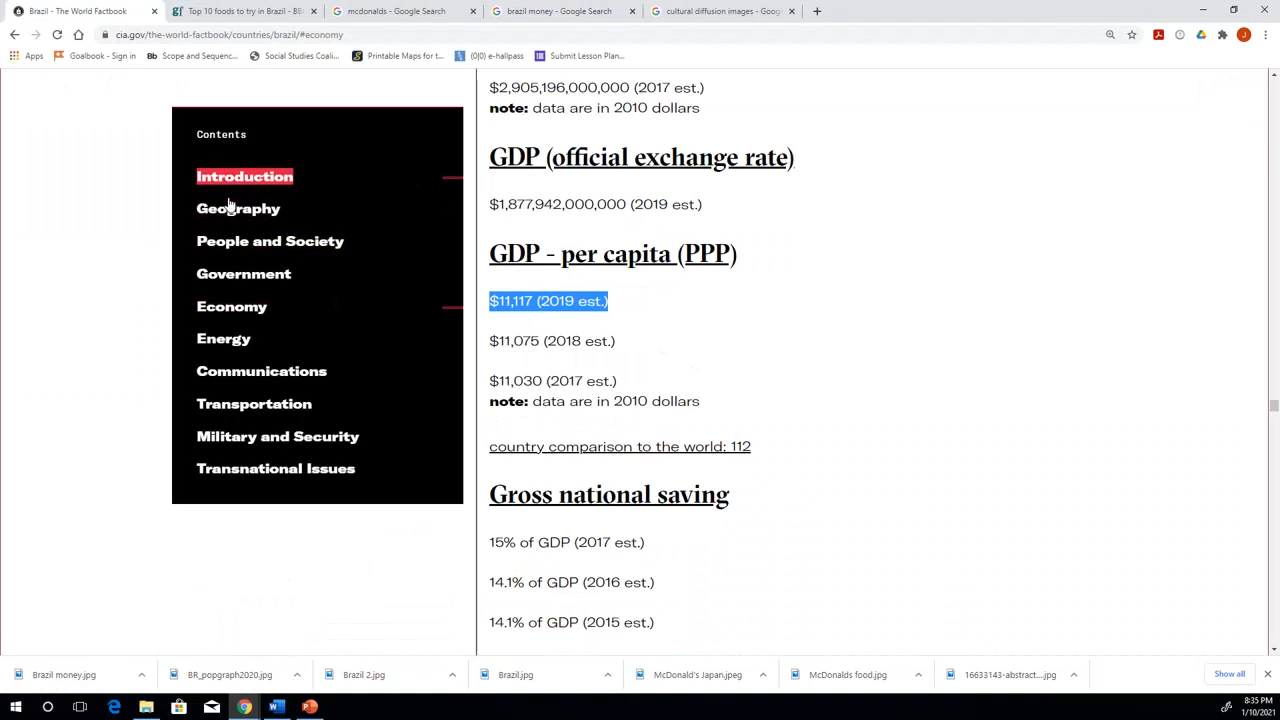 Brazil - The World Factbook
Top 10 foods to try in Brazil - BB
mcdonalds - Google Search
brazil money - Google Search
cultural diffusion images - Googl
cia.gov/the-world-factbook/countries/brazil/#economy
J
Apps
Goalbook - Sign in
Bb Scope and Sequenc...
Social Studies Coali...
Printable Maps for t...
(0|0) e-hallpass
Submit Lesson Plan...
Contents
Introduction
Geography
People and Society
Government
Economy
Energy
Communications
Transportation
Military and Security
Transnational Issues
$2,905,196,000,000 (2017 est.)
note: data are in 2010 dollars
GDP (official exchange rate)
$1,877,942,000,000 (2019 est.)
GDP - per capita (PPP)
$11,117 (2019 est.)
$11,075 (2018 est.)
$11,030 (2017 est.)
note: data are in 2010 dollars
country comparison to the world: 112
Gross national saving
15% of GDP (2017 est.)
14.1% of GDP (2016 est.)
14.1% of GDP (2015 est.)
Brazil money.jpg
BR_popgraph2020.jpg
Brazil 2.jpg
Brazil.jpg
McDonald's Japan.jpeg
McDonalds food.jpg
16633143-abstract....jpg
Show all
8:35 PM
1/10/2021